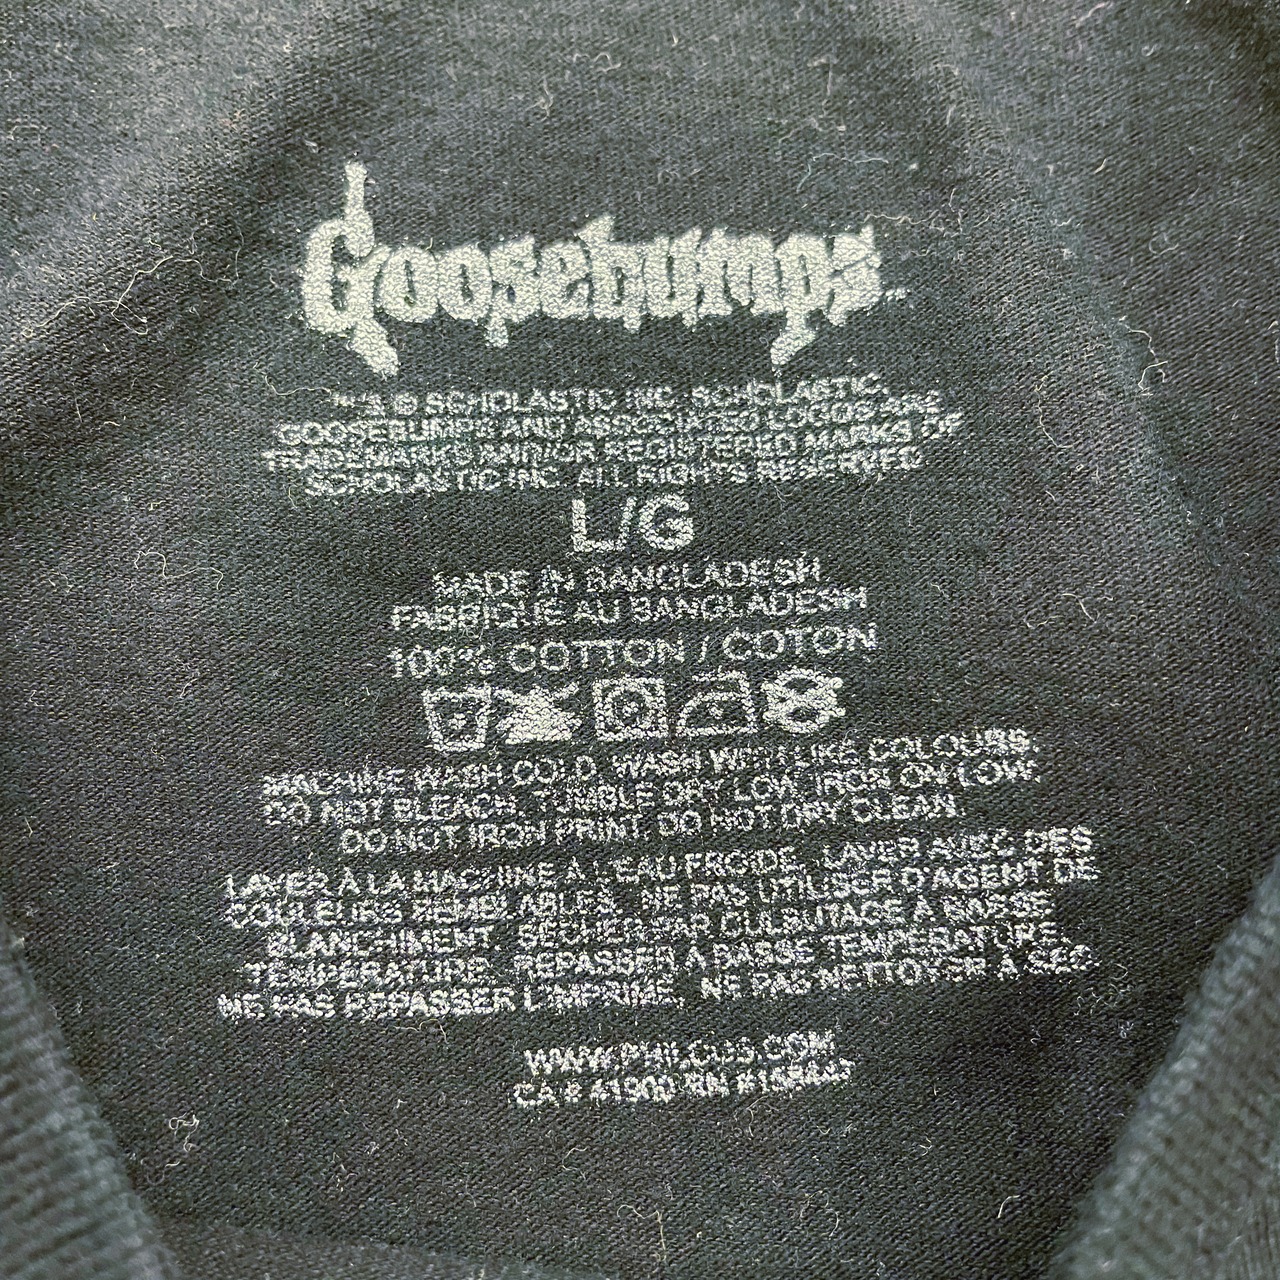 Goosebumps
™ & © SCHOLASTIC INC. SCHOLASTIC,
GOOSEBUMPS AND ASSOCIATED LOGOS ARE
TRADEMARKS AND/OR REGISTERED MARKS OF
SCHOLASTIC INC. ALL RIGHTS RESERVED.
L/G
MADE IN BANGLADESH
FABRIQUE AU BANGLADESH
100% COTTON / COTON
MACHINE WASH COLD, WASH WITH LIKE COLOURS.
DO NOT BLEACH, TUMBLE DRY LOW, IRON ON LOW.
DO NOT IRON PRINT, DO NOT DRY CLEAN
LAVER À LA MACHINE À L'EAU FROIDE. LAVER AVEC DES
COULEURS SEMBLABLES. NE PAS UTILISER D'AGENT DE
BLANCHIMENT. SÉCHER PAR CULBUTAGE À BASSE
TEMPÉRATURE. REPASSER À BASSE TEMPÉRATURE
NE PAS REPASSER L'IMPRIMÉ. NE PAS NETTOYER À SEC.
WWW.PHILCOS.COM
CA # 41900 RN